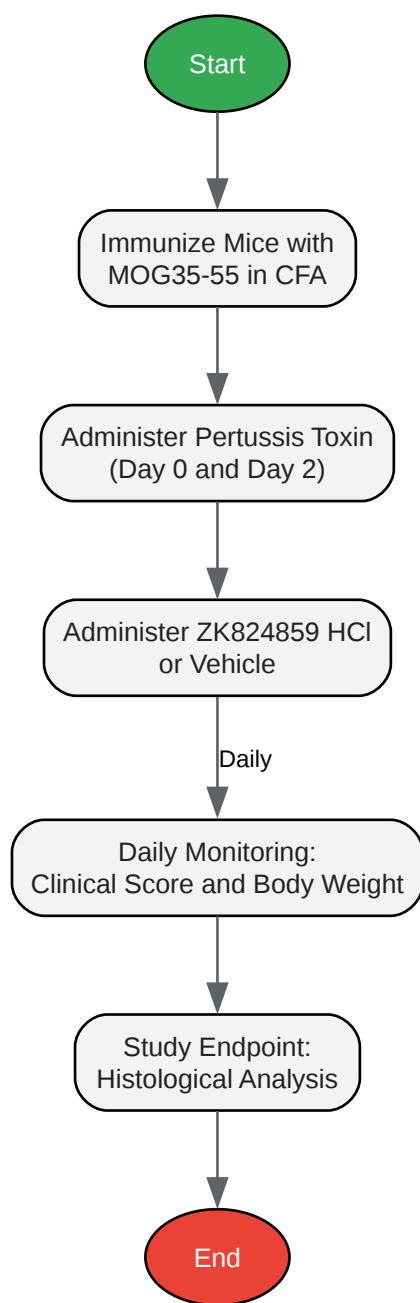 Start
Immunize Mice with
MOG35-55 in CFA
Administer Pertussis Toxin
(Day 0 and Day 2)
Administer ZK824859 HCl
or Vehicle
Daily
Daily Monitoring:
Clinical Score and Body Weight
Study Endpoint:
Histological Analysis
End